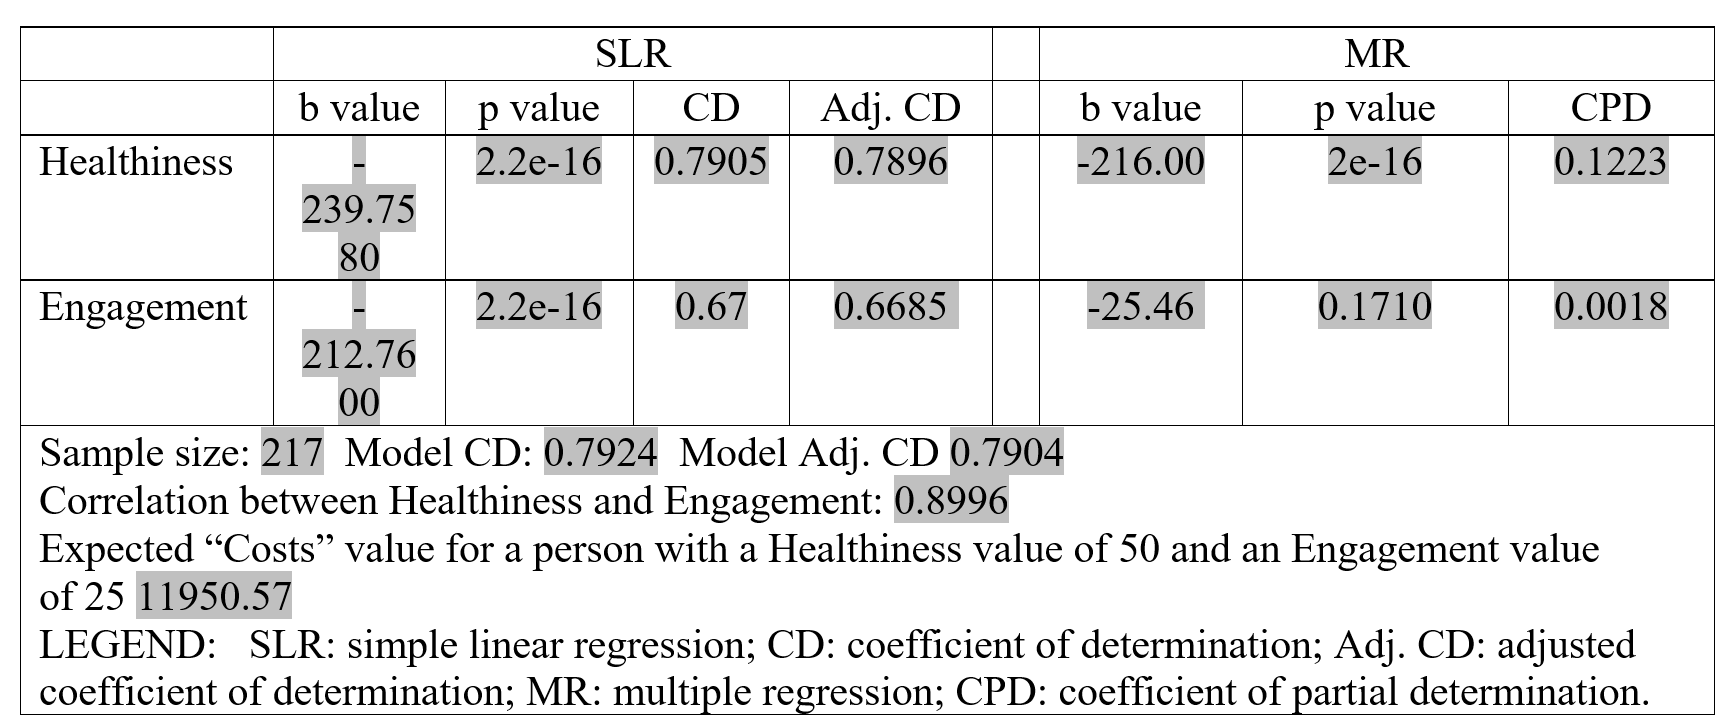 SLR MR
b value p value CD Adj. CD b value p value CPD
Healthiness - 2.2e-16 0.7905 0.7896 -216.00 2e-16 0.1223
239.75
80
Engagement - 2.2e-16 0.67 0.6685 -25.46 0.1710 0.0018
212.76
00
Sample size: 217 Model CD: 0.7924 Model Adj. CD 0.7904
Correlation between Healthiness and Engagement: 0.8996
Expected “Costs” value for a person with a Healthiness value of 50 and an Engagement value
of 25 11950.57
LEGEND: SLR: simple linear regression; CD: coefficient of determination; Adj. CD: adjusted
coefficient of determination; MR: multiple regression; CPD: coefficient of partial determination.